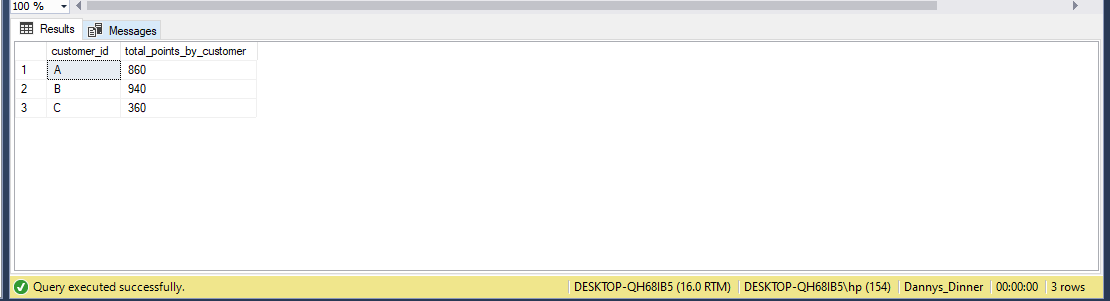 100 %
Results Messages
customer_id total_points_by_customer
1 A 860
2 B 940
3 C 360
Query executed successfully. DESKTOP-QH68IB5 (16.0 RTM) DESKTOP-QH68IB5\hp (154) Dannys_Dinner 00:00:00 3 rows